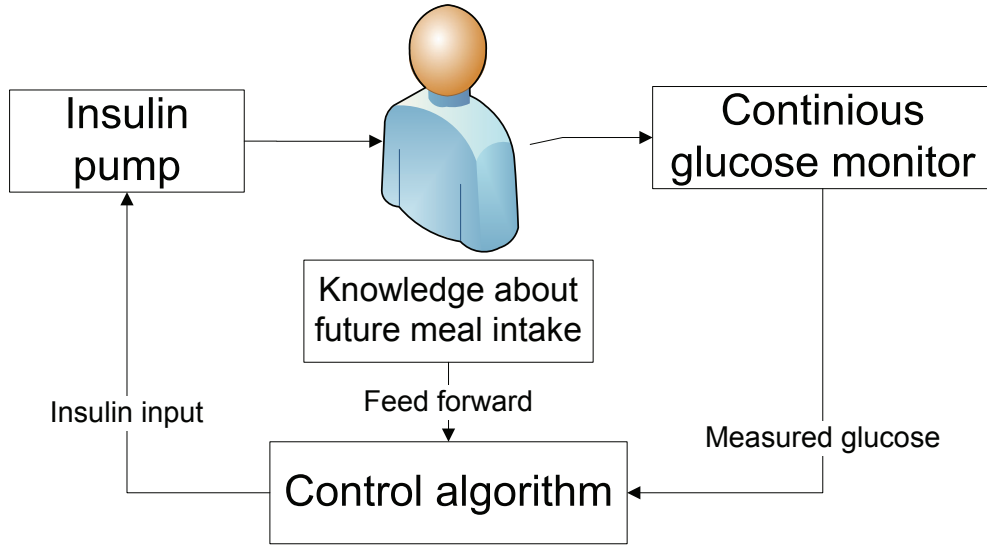 Insulin
pump
Continious
glucose monitor
Knowledge about
future meal intake
Feed forward
Insulin input
Measured glucose
Control algorithm